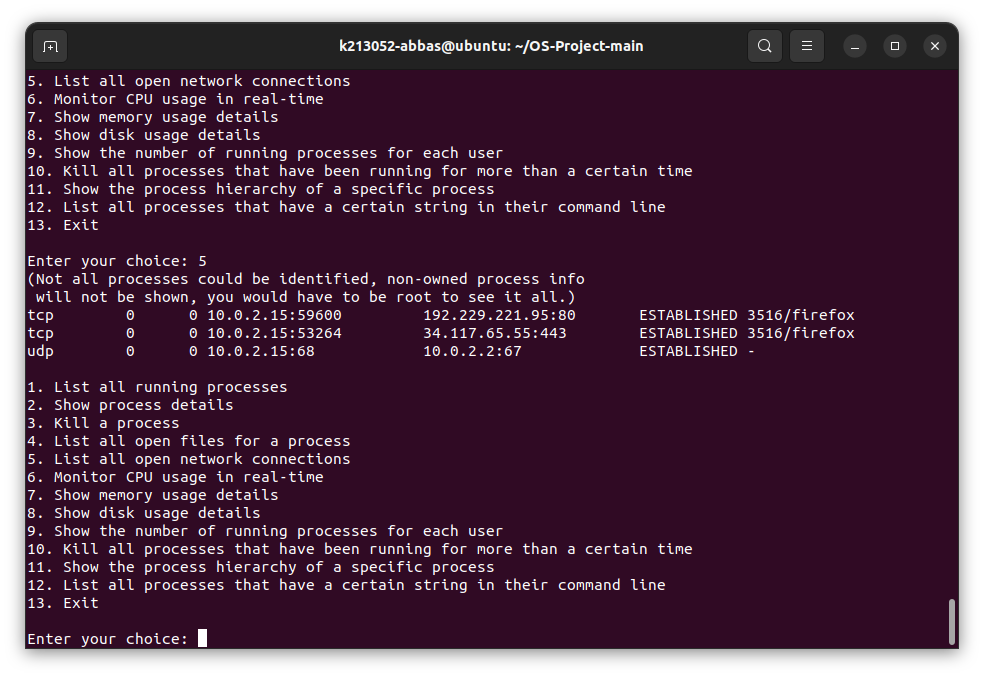 k213052-abbas@ubuntu: ~/OS-Project-main
5. List all open network connections
6. Monitor CPU usage in real-time
7. Show memory usage details
8. Show disk usage details
9. Show the number of running processes for each user
10. Kill all processes that have been running for more than a certain time
11. Show the process hierarchy of a specific process
12. List all processes that have a certain string in their command line
13. Exit

Enter your choice: 5
(Not all processes could be identified, non-owned process info
 will not be shown, you would have to be root to see it all.)
tcp        0      0 10.0.2.15:59600         192.229.221.95:80       ESTABLISHED 3516/firefox
tcp        0      0 10.0.2.15:53264         34.117.65.55:443        ESTABLISHED 3516/firefox
udp        0      0 10.0.2.15:68            10.0.2.2:67             ESTABLISHED -

1. List all running processes
2. Show process details
3. Kill a process
4. List all open files for a process
5. List all open network connections
6. Monitor CPU usage in real-time
7. Show memory usage details
8. Show disk usage details
9. Show the number of running processes for each user
10. Kill all processes that have been running for more than a certain time
11. Show the process hierarchy of a specific process
12. List all processes that have a certain string in their command line
13. Exit

Enter your choice: